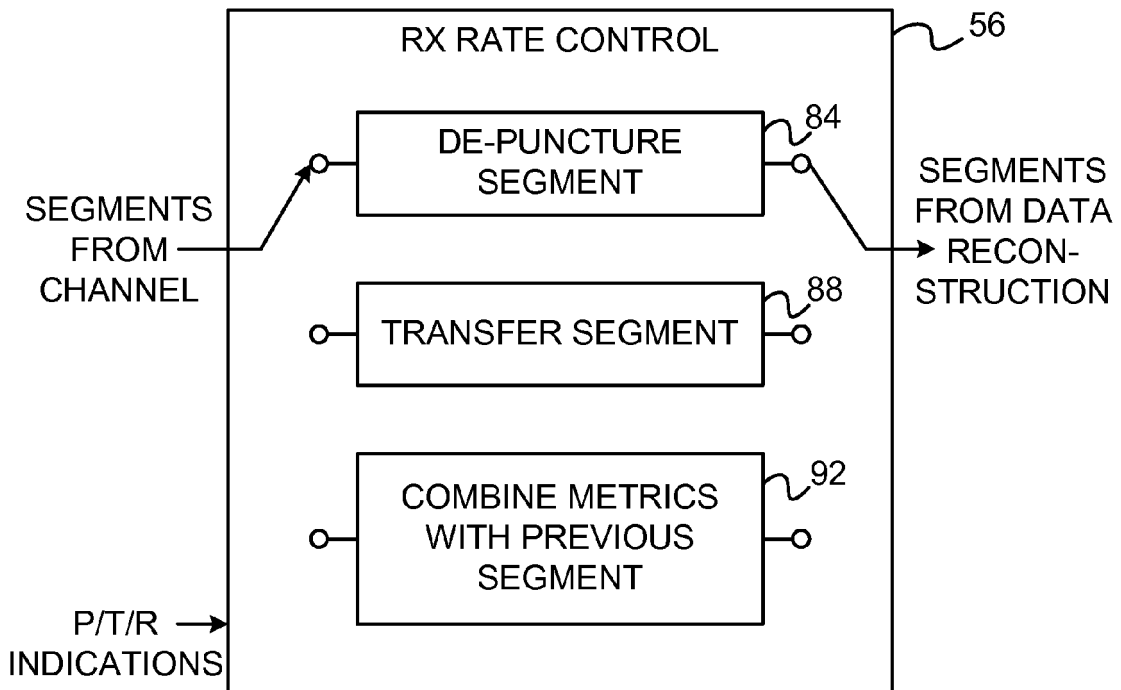 RX RATE CONTROL
56
DE-PUNCTURE
SEGMENT
84
SEGMENTS
FROM
CHANNEL
SEGMENTS
FROM DATA
RECON-
STRUCTION
TRANSFER SEGMENT
88
COMBINE METRICS
WITH PREVIOUS
SEGMENT
92
P/T/R
INDICATIONS